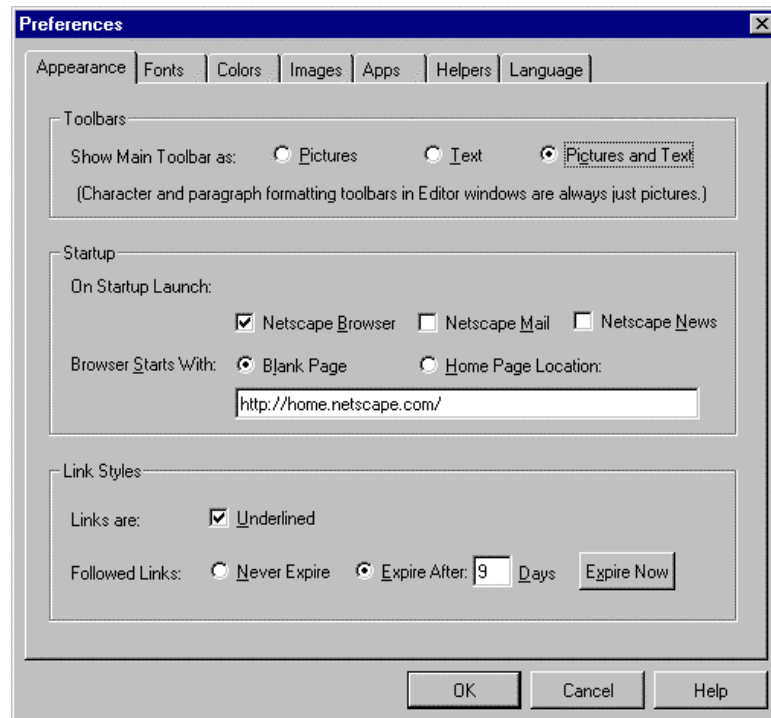 Preferences
Appearance Fonts Colors Images Apps Helpers Language
Toolbars
Show Main Toolbar as: Pictures Text Pictures and Text
(Character and paragraph formatting toolbars in Editor windows are always just pictures.)
Startup
On Startup Launch:
Netscape Browser Netscape Mail Netscape News
Browser Starts With: Blank Page Home Page Location:
http://home.netscape.com/
Link Styles
Links are: Underlined
Followed Links: Never Expire Expire After: 9 Days Expire Now
OK Cancel Help